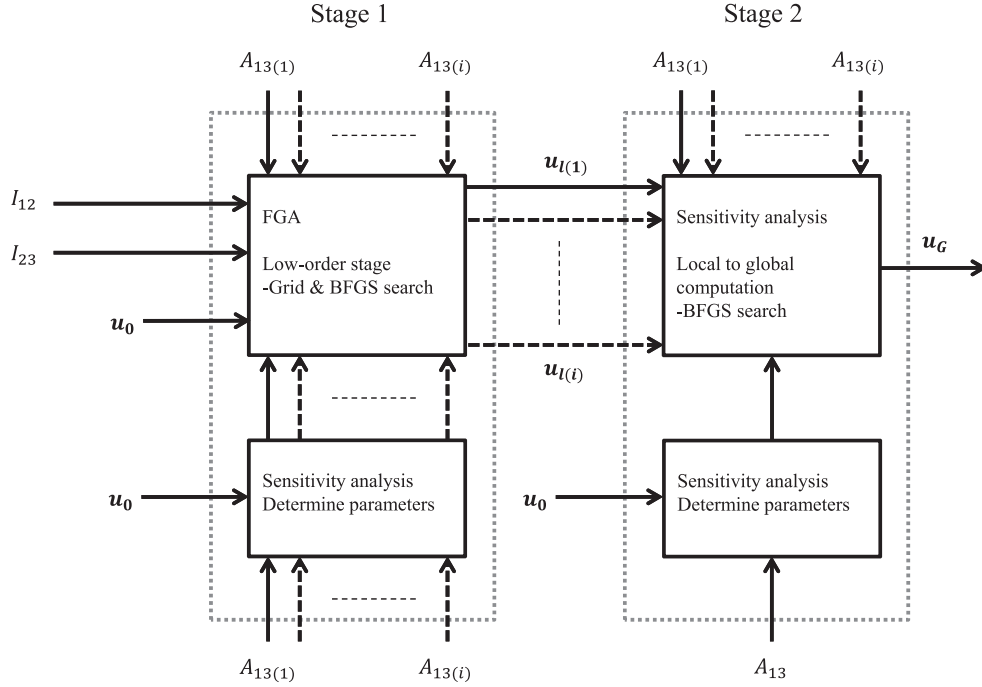 Stage 1
Stage 2
A13(1)
A13(i)
A13(1)
A13(i)
I12
I23
u0
FGA
Low-order stage
-Grid & BFGS search
ul(1)
ul(i)
Sensitivity analysis
Local to global
computation
-BFGS search
uG
u0
Sensitivity analysis
Determine parameters
u0
Sensitivity analysis
Determine parameters
A13(1)
A13(i)
A13